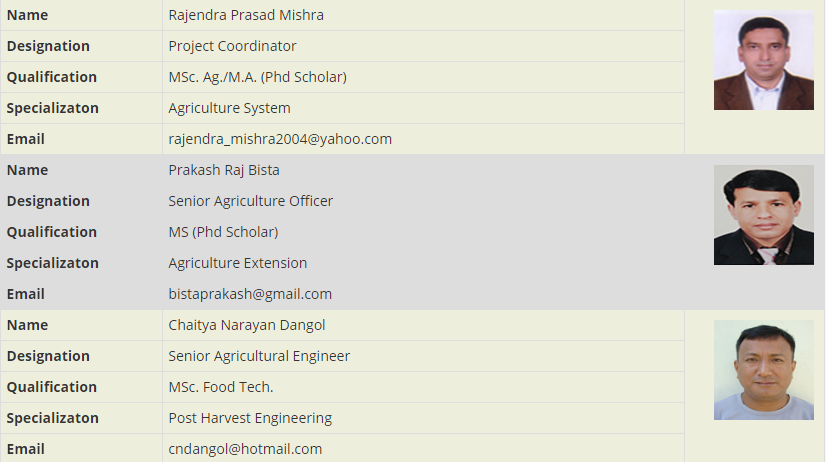 Name Rajendra Prasad Mishra
Designation Project Coordinator
Qualification MSc. Ag./M.A. (Phd Scholar)
Specializaton Agriculture System
Email rajendra_mishra2004@yahoo.com
Name Prakash Raj Bista
Designation Senior Agriculture Officer
Qualification MS (Phd Scholar)
Specializaton Agriculture Extension
Email bistaprakash@gmail.com
Name Chaitya Narayan Dangol
Designation Senior Agricultural Engineer
Qualification MSc. Food Tech.
Specializaton Post Harvest Engineering
Email cndangol@hotmail.com